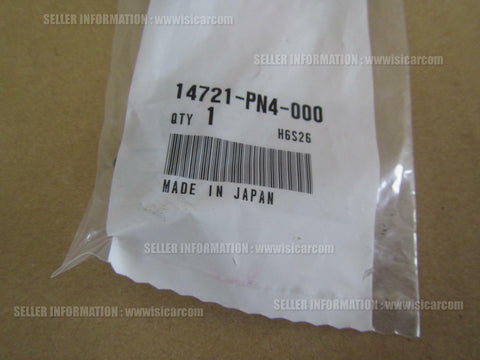 SELLER INFORMATION : wwwisicarcom
SELLER INFORMATION : wwwisicarcom
14721-PN4-000
QTY 1 H6S26
MADE IN JAPAN
SELLER INFORMATION : wwwisicarcom
SELLER INFORMATION : wwwisicarcom
SELLER INFORMATION : wwwisicarcom